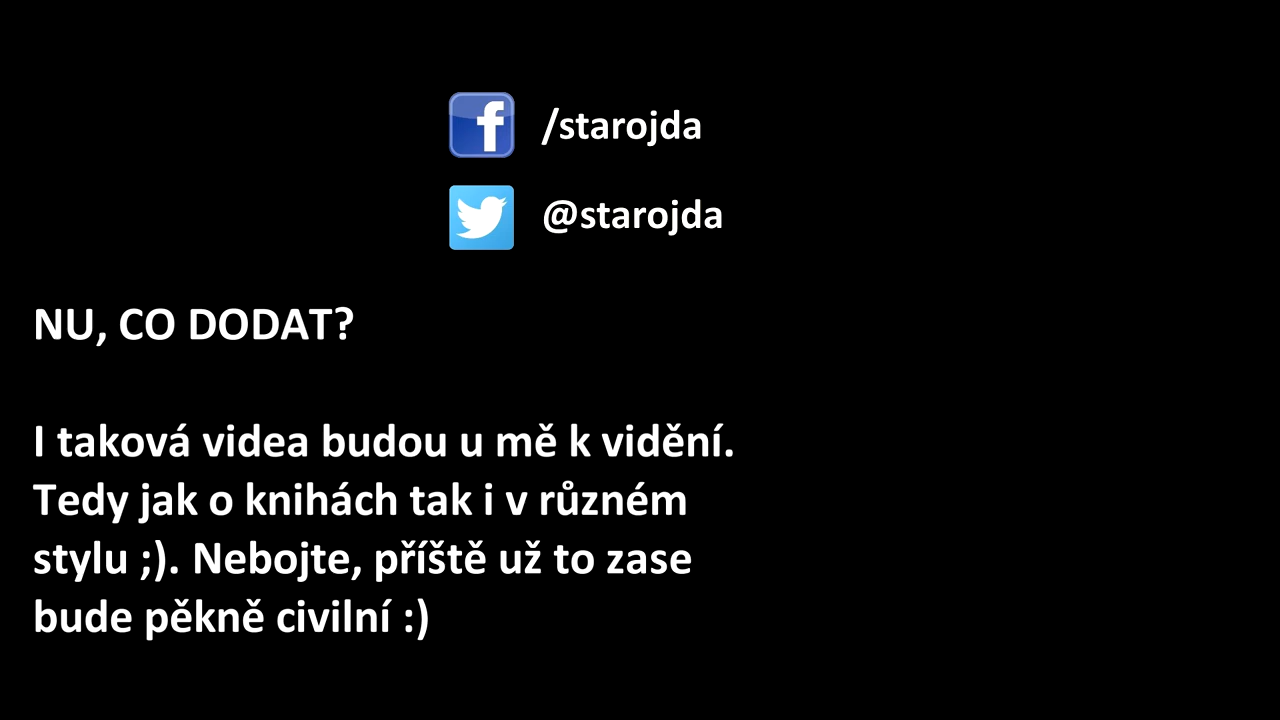 /starojda
@starojda
NU, CO DODAT?
I taková videa budou u mě k vidění.
Tedy jak o knihách tak i v různém
stylu ;). Nebojte, příště už to zase
bude pěkně civilní :)